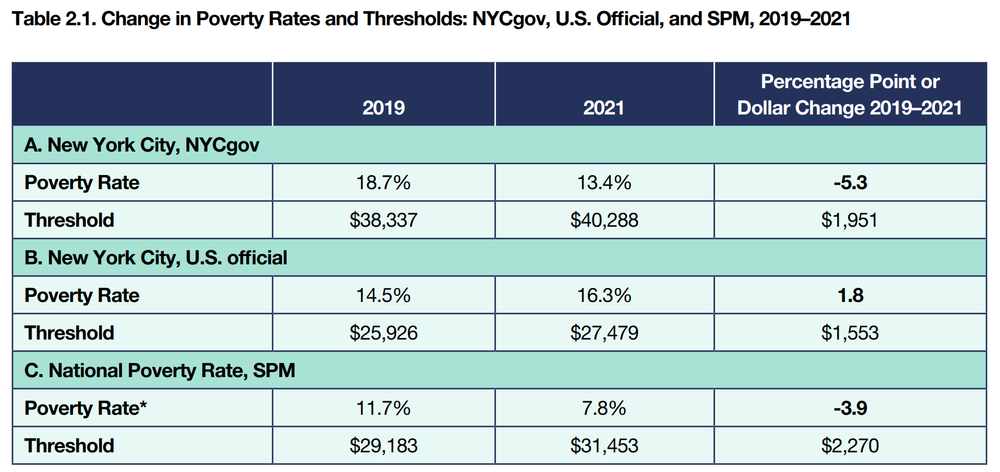 Table 2.1. Change in Poverty Rates and Thresholds: NYCgov, U.S. Official, and SPM, 2019–2021
2019 2021 Percentage Point or
Dollar Change 2019–2021
A. New York City, NYCgov
Poverty Rate 18.7% 13.4% -5.3
Threshold $38,337 $40,288 $1,951
B. New York City, U.S. official
Poverty Rate 14.5% 16.3% 1.8
Threshold $25,926 $27,479 $1,553
C. National Poverty Rate, SPM
Poverty Rate* 11.7% 7.8% -3.9
Threshold $29,183 $31,453 $2,270